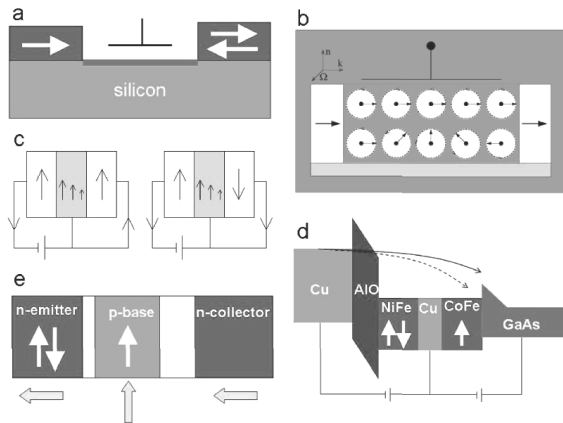 a
silicon
b
n
k
Ω
c
d
Cu
AlO
NiFe
Cu
CoFe
GaAs
e
n-emitter
p-base
n-collector